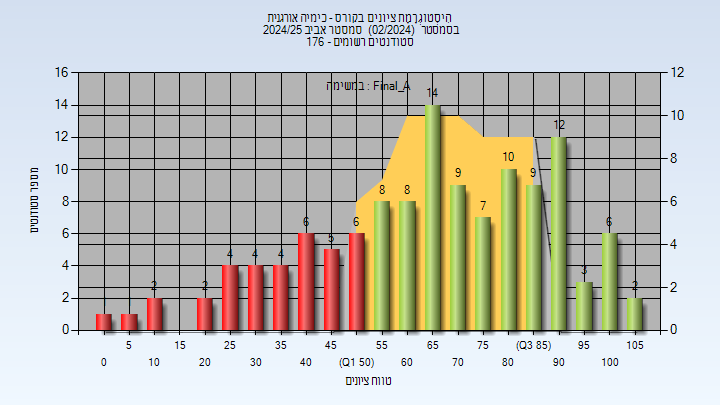 היסטוגרמת ציונים בקורס - כימיה אורגנית
בסמסטר (02/2024) סמסטר אביב 2024/25
סטודנטים רשומים - 176
במשימה : Final_A
מספר סטודנטים
16 14 12 10 8 6 4 2 0
12 10 8 6 4 2 0
2 2 4 4 4 6 5 6 8 8 14 9 7 10 9 12 3 6 2
5 15 25 35 45 55 65 75 (Q3 85) 95 105
0 10 20 30 40 (Q1 50) 60 70 80 90 100
טווח ציונים